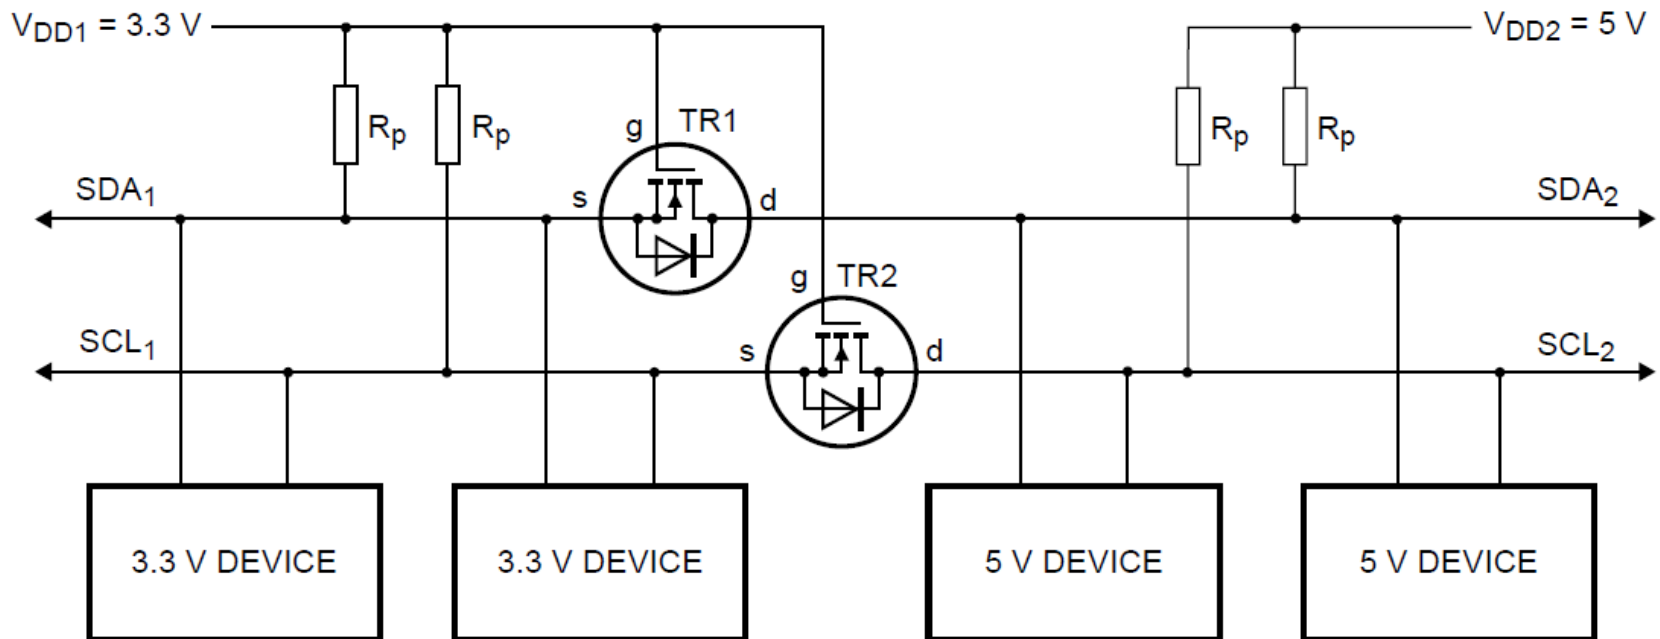 VDD1 = 3.3 V
VDD2 = 5 V
Rp
Rp
Rp
Rp
g
TR1
SDA1
s
d
SDA2
g
TR2
SCL1
s
d
SCL2
3.3 V DEVICE
3.3 V DEVICE
5 V DEVICE
5 V DEVICE